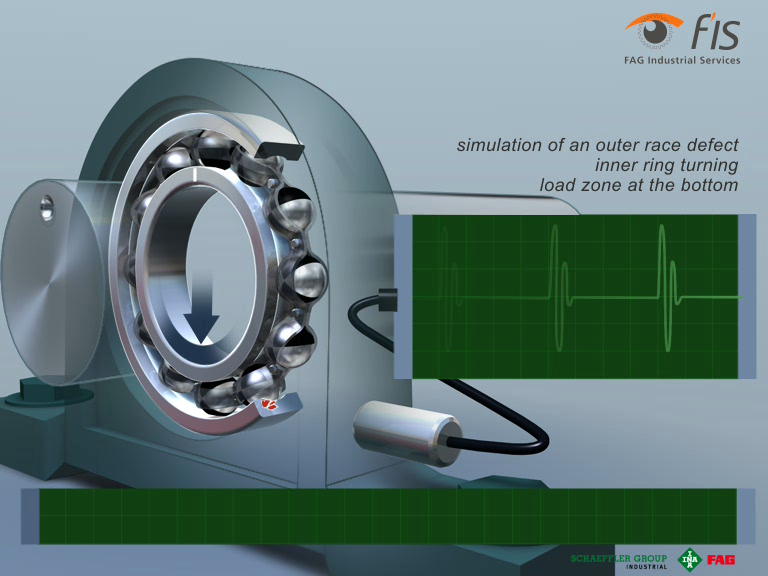 fis
FAG Industrial Services
simulation of an outer race defect
inner ring turning
load zone at the bottom
SCHAEFFLER GROUP
INDUSTRIAL
INA
FAG